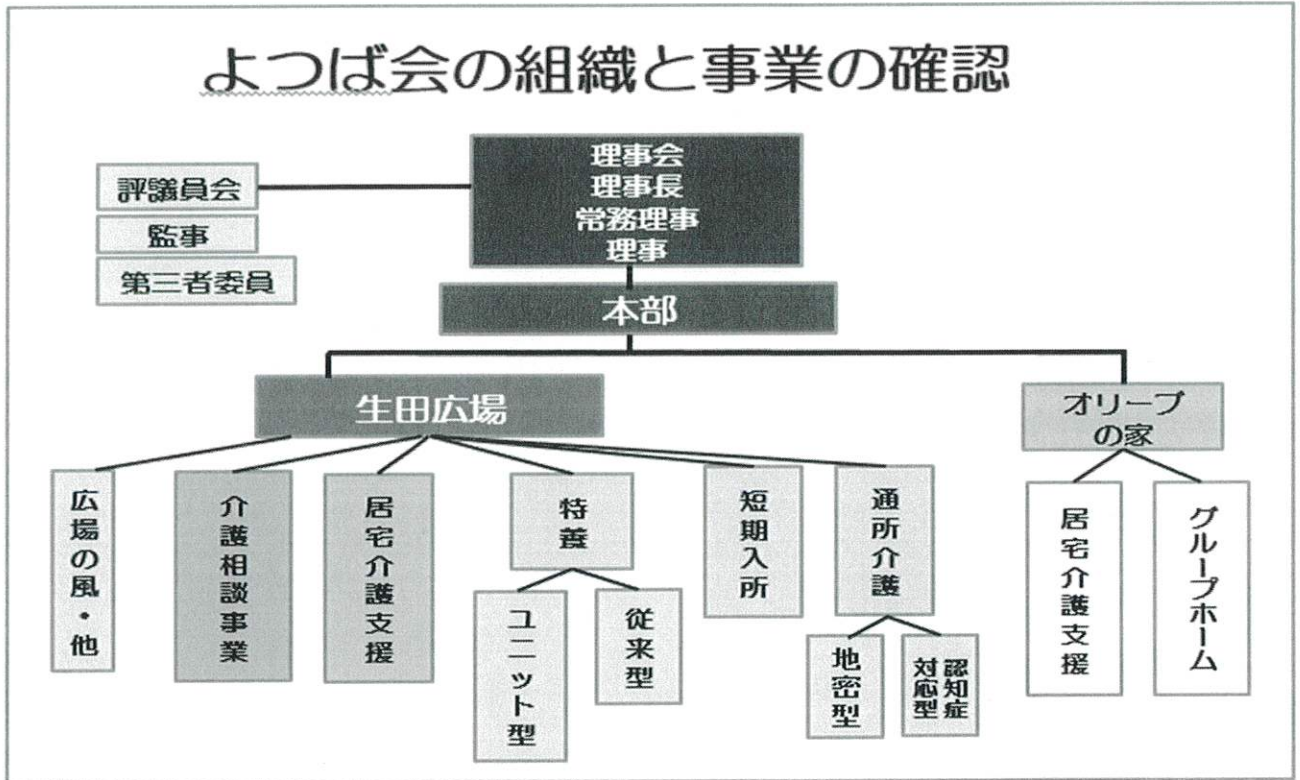 よつば会の組織と事業の確認
評議員会
監事
第三者委員
理事会
理事長
常務理事
理事
本部
生田広場
オリーブ
の家
広場の風・他
介護相談事業
居宅介護支援
特養
ユニット型
従来型
短期入所
通所介護
地密型
認知症
対応型
居宅介護支援
グループホーム